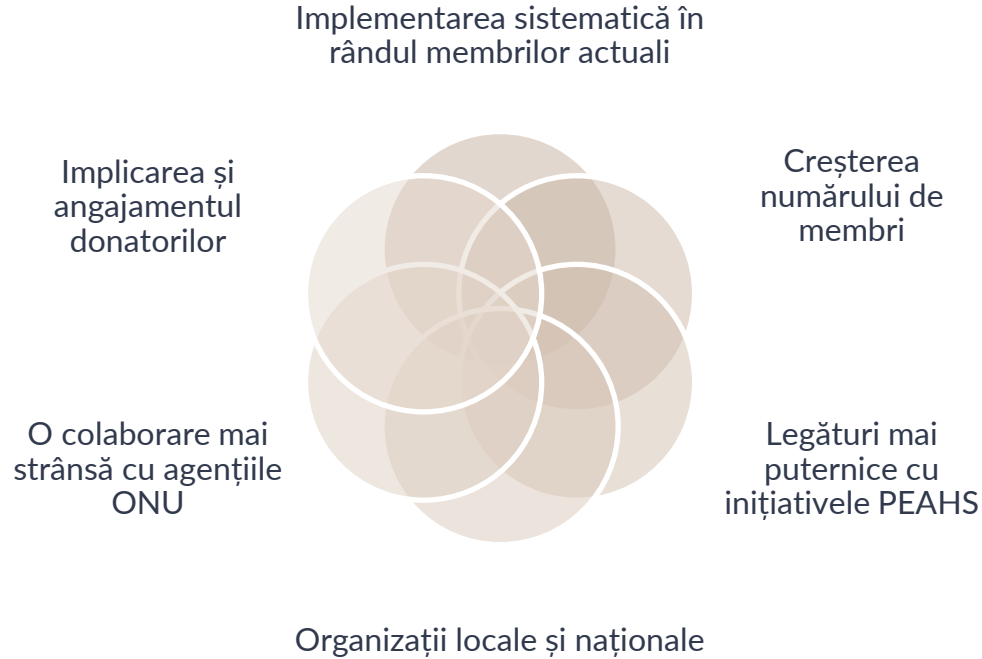 Implementarea sistematică în
rândul membrilor actuali
Creșterea
numărului de
membri
Legături mai
puternice cu
inițiativele PEAHS
Organizații locale și naționale
O colaborare mai
strânsă cu agențiile
ONU
Implicarea și
angajamentul
donatorilor